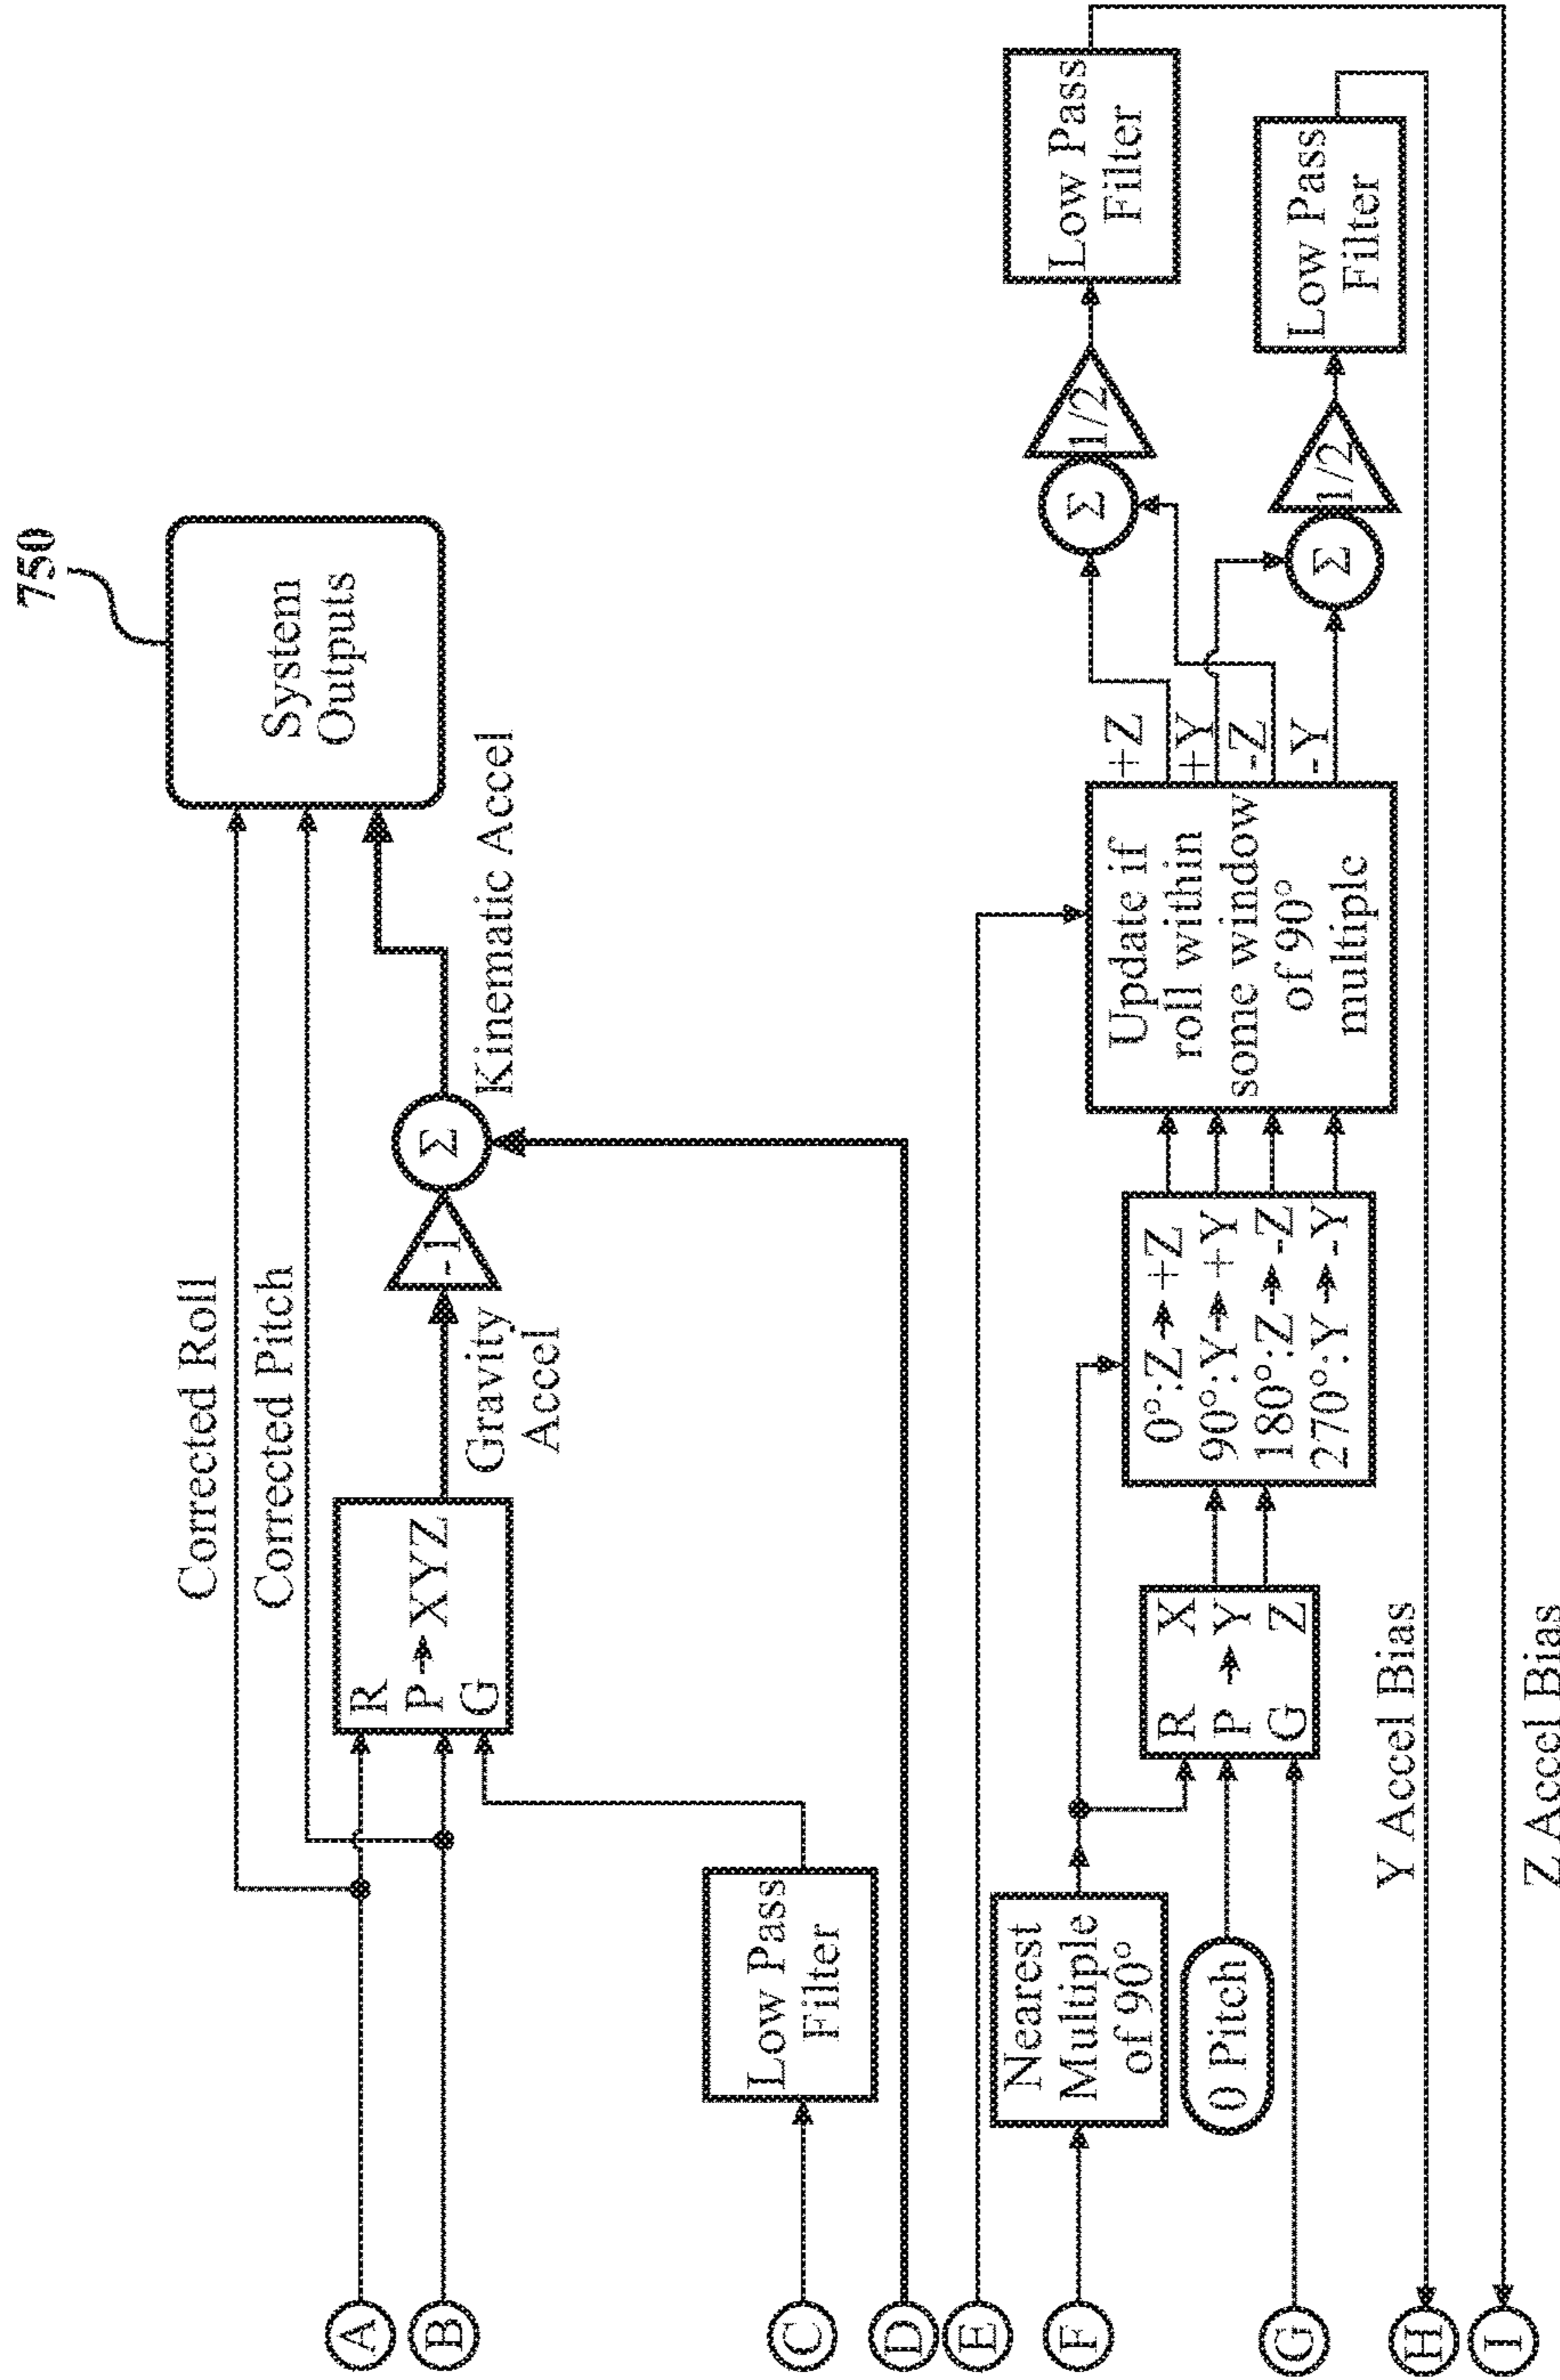 750
System
Outputs
Corrected Roll
Corrected Pitch
R
P→XYZ
G
Gravity
Accel
-1
Σ
Kinematic Accel
Low Pass
Filter
A
B
C
D
E
F
G
H
I
Nearest
Multiple
of 90°
0 Pitch
R X
P→Y
G Z
0°:Z→+Z
90°:Y→+Y
180°:Z→-Z
270°:Y→-Y
Update if
roll within
some window
of 90°
multiple
+Z
+Y
-Z
-Y
Σ
1/2
Low Pass
Filter
Σ
1/2
Low Pass
Filter
Y Accel Bias
Z Accel Bias